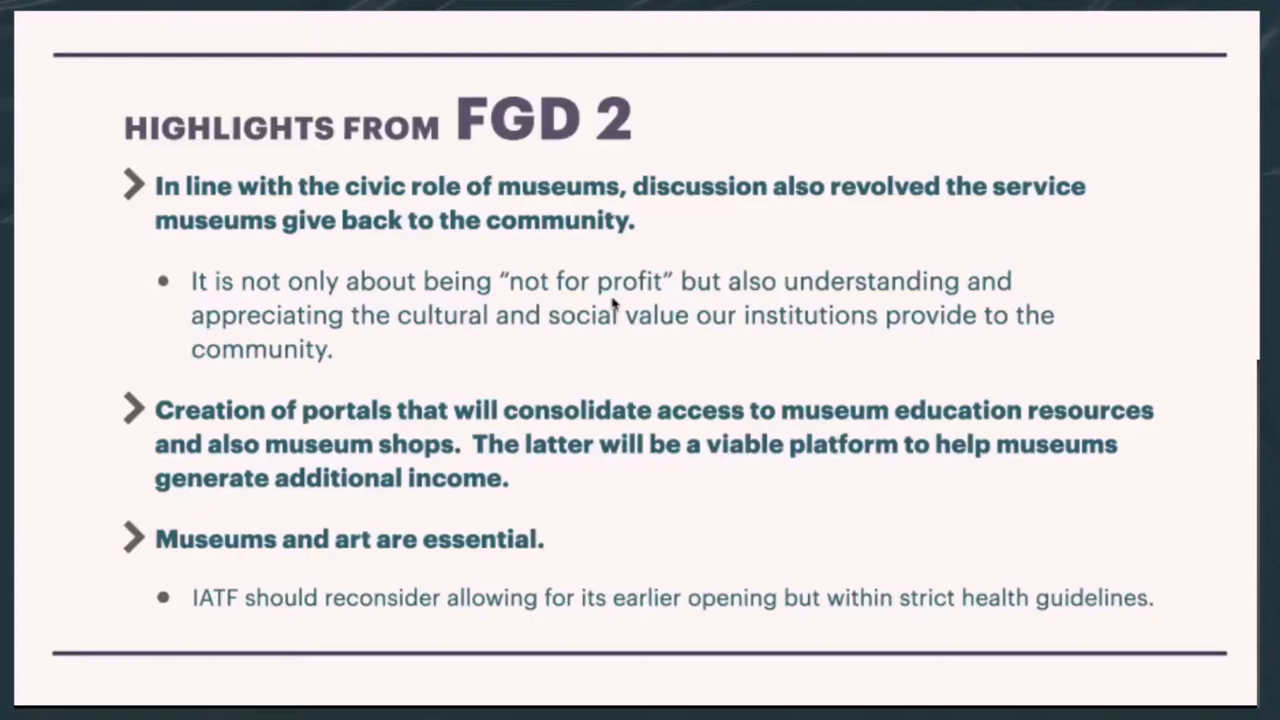 HIGHLIGHTS FROM FGD 2
In line with the civic role of museums, discussion also revolved the service
museums give back to the community.
It is not only about being “not for profit” but also understanding and
appreciating the cultural and social value our institutions provide to the
community.
Creation of portals that will consolidate access to museum education resources
and also museum shops. The latter will be a viable platform to help museums
generate additional income.
Museums and art are essential.
IATF should reconsider allowing for its earlier opening but within strict health guidelines.